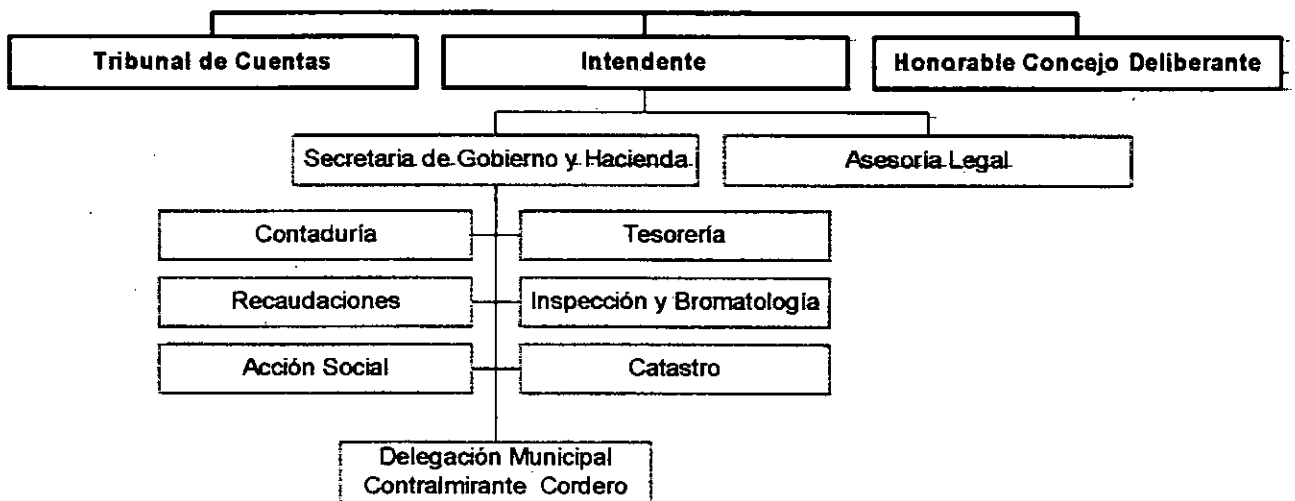 Tribunal de Cuentas
Intendente
Honorable Concejo Deliberante
Secretaria de Gobierno y Hacienda
Asesoría Legal
Contaduría
Tesorería
Recaudaciones
Inspección y Bromatología
Acción Social
Catastro
Delegación Municipal
Contralmirante Cordero